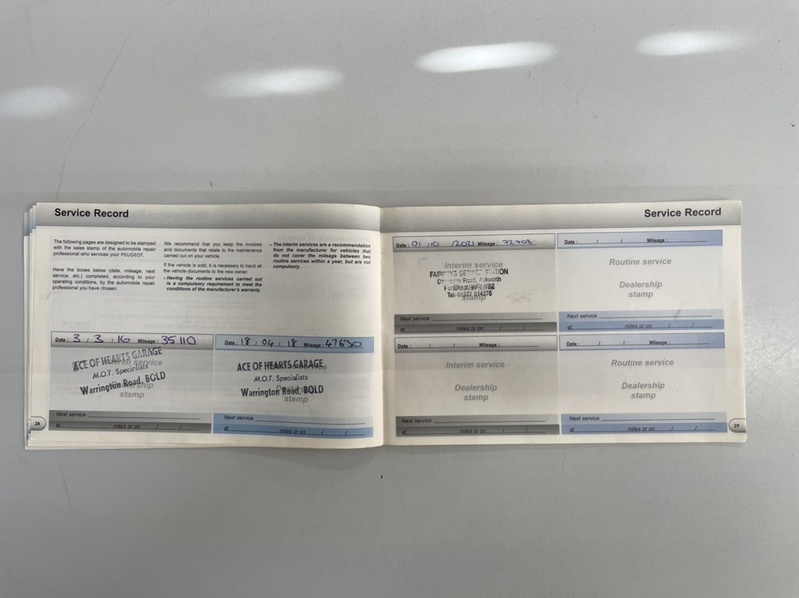 Service Record
The following pages are designed to be stamped
with the sales stamp of the automobile repair
professional who services your PEUGEOT.
Have the boxes below (date, mileage, next
service, etc.) completed, according to your
operating conditions, by the automobile repair
professional you have chosen.
We recommend that you keep the invoices
and documents that relate to the maintenance
carried out on your vehicle.
If the vehicle is sold, it is necessary to hand all
the vehicle documents to the new owner.
- Having the routine services carried out
is a compulsory requirement to meet the
conditions of the manufacturer's warranty.
- The interim services are a recommendation
from the manufacturer for vehicles that
do not cover the mileage between two
routine services within a year, but are not
compulsory.
Date : 3 . 3 . 16 Mileage : 35110
ACE OF HEARTS GARAGE
M.O.T. Specialists
Warrington Road, BOLD
stamp
Next service
at miles or on / /
Date : 18 . 04 . 18 Mileage : 47630
ACE OF HEARTS GARAGE
M.O.T. Specialists
Warrington Road, BOLD
stamp
Next service
at miles or on / /
28
Service Record
Date : 01 / 10 / 2021 Mileage :
Interim service
STATION
Road, Ackworth
stamp
Next service
at miles or on / /
Date : / / Mileage :
Routine service
Dealership
stamp
Next service
at miles or on / /
Date : / / Mileage :
Interim service
Dealership
stamp
Next service
at miles or on / /
Date : / / Mileage :
Routine service
Dealership
stamp
Next service
at miles or on / /
29